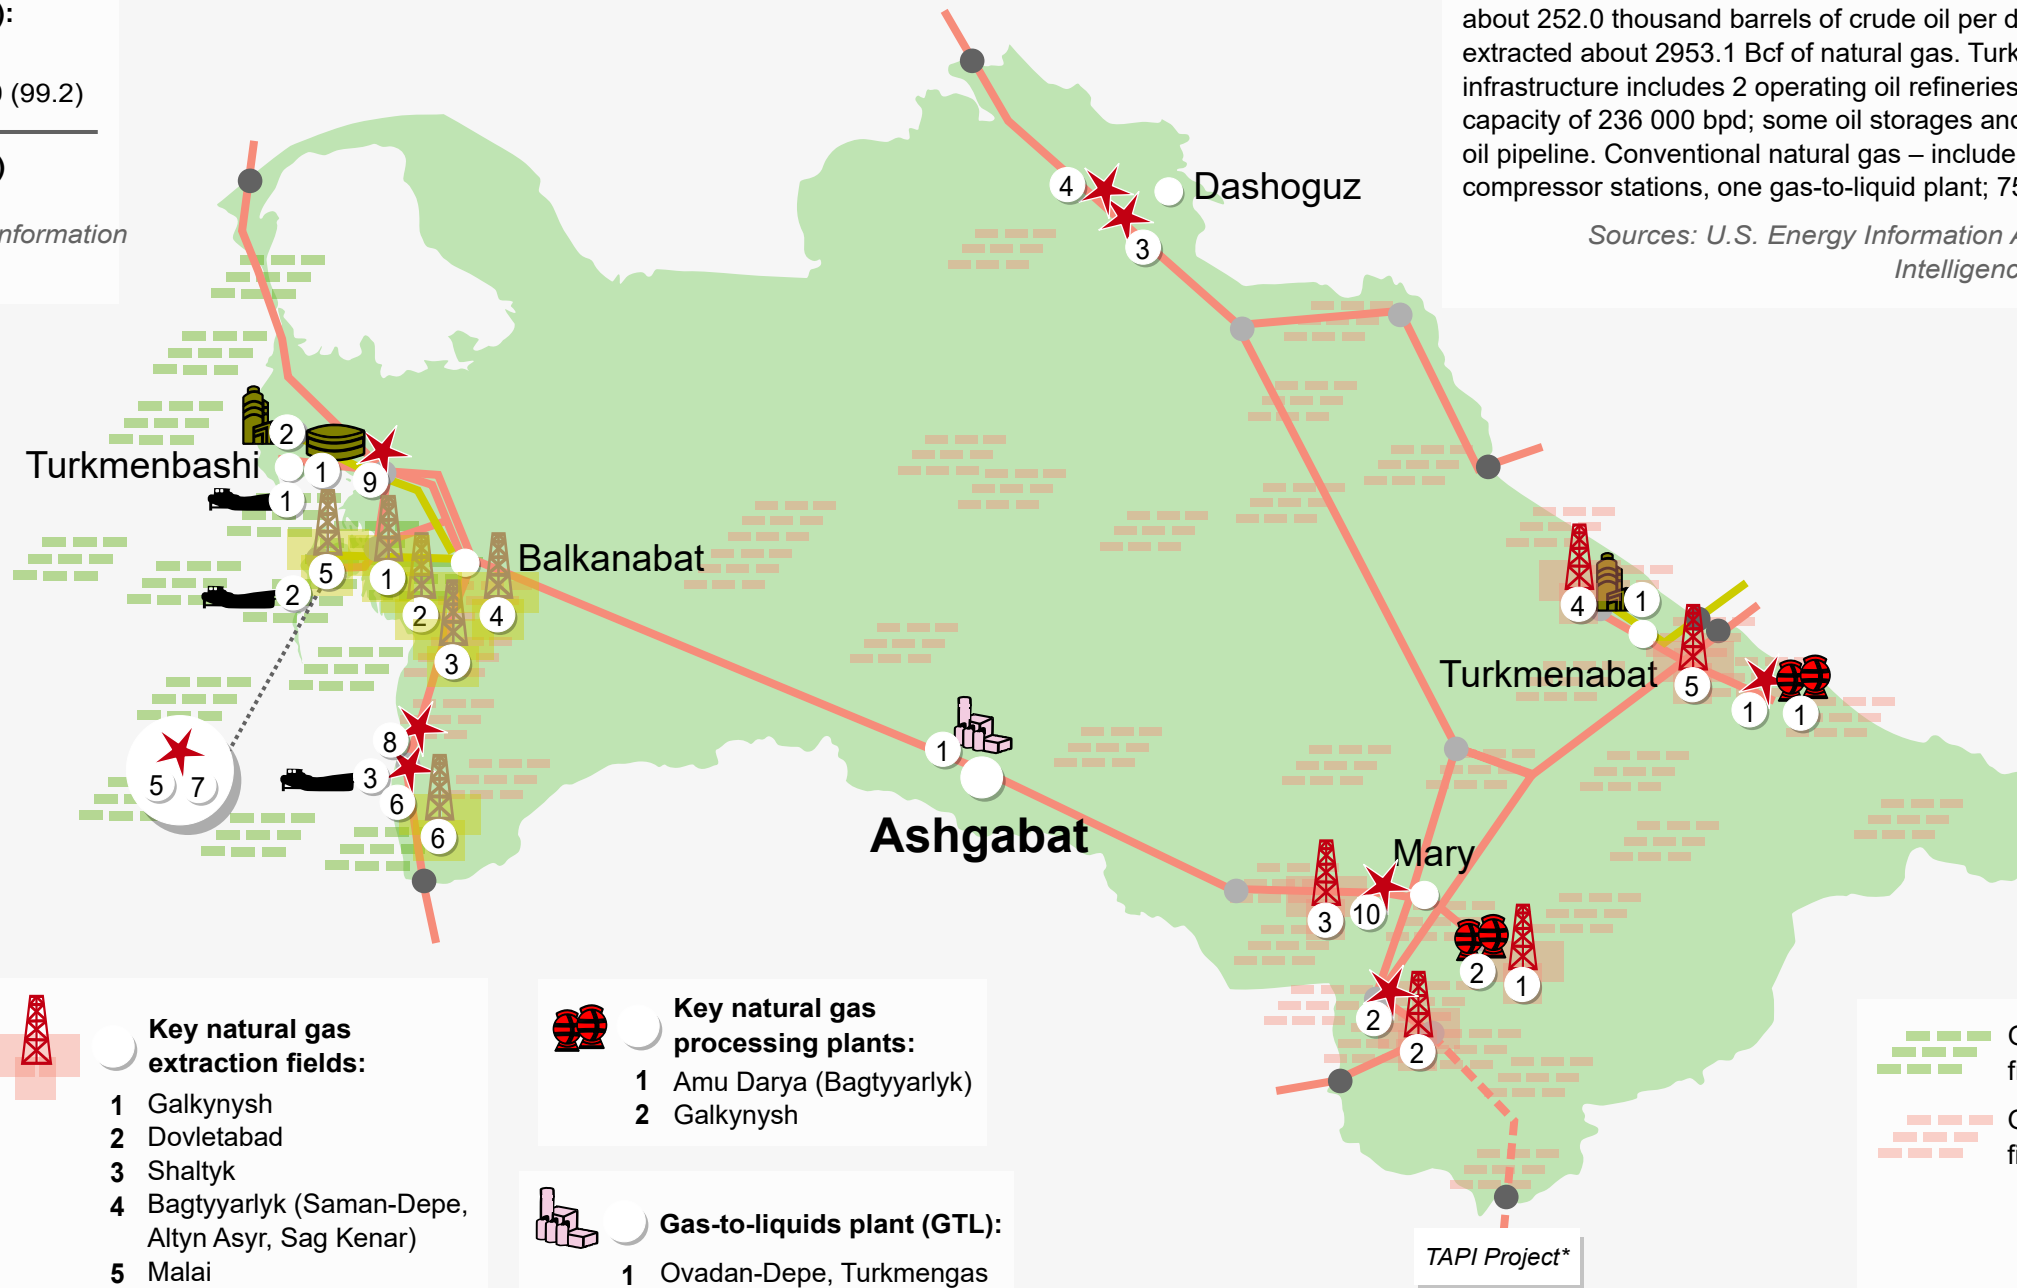 ):
(99.2)
)
nformation
about 252.0 thousand barrels of crude oil per d
extracted about 2953.1 Bcf of natural gas. Turk
infrastructure includes 2 operating oil refineries
capacity of 236 000 bpd; some oil storages and
oil pipeline. Conventional natural gas – include
compressor stations, one gas-to-liquid plant; 75
Sources: U.S. Energy Information A
Intelligenc
4
Dashoguz
3
2
Turkmenbashi
1
9
1
5
1
Balkanabat
2
2
4
3
4
1
Turkmenabat
5
1
1
8
5
7
3
6
6
1
Ashgabat
Mary
3
10
2
1
2
2
Key natural gas
extraction fields:
1 Galkynysh
2 Dovletabad
3 Shaltyk
4 Bagtyyarlyk (Saman-Depe,
Altyn Asyr, Sag Kenar)
5 Malai
Key natural gas
processing plants:
1 Amu Darya (Bagtyyarlyk)
2 Galkynysh
Gas-to-liquids plant (GTL):
1 Ovadan-Depe, Turkmengas
TAPI Project*